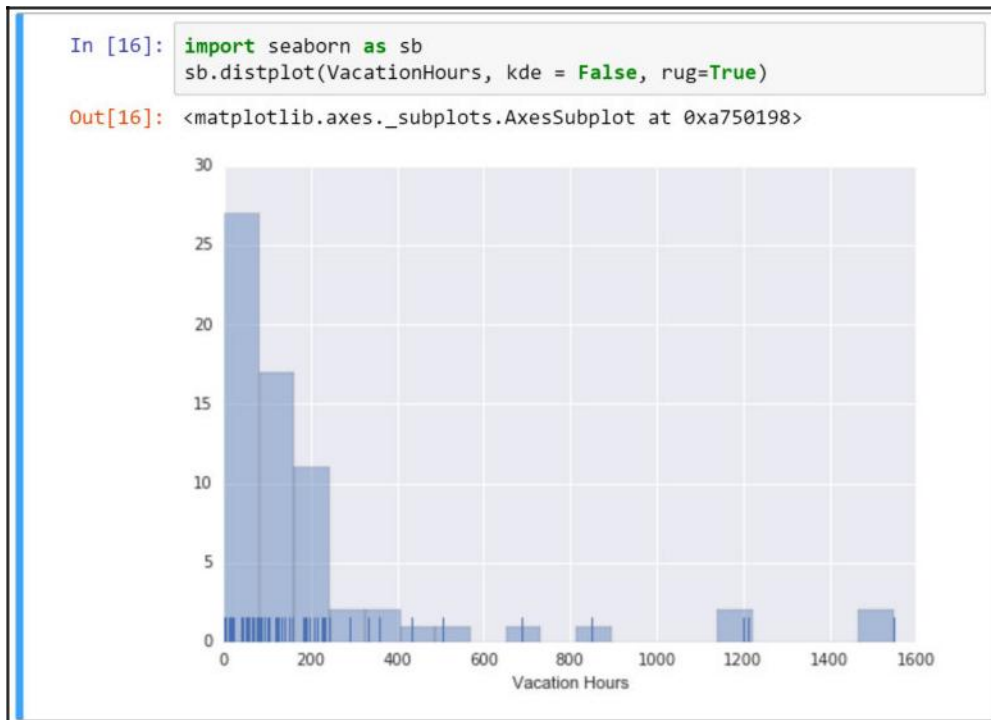 In [16]: import seaborn as sb
sb.distplot(VacationHours, kde = False, rug=True)
Out[16]: <matplotlib.axes._subplots.AxesSubplot at 0xa750198>
30
25
20
15
10
5
0
0 200 400 600 800 1000 1200 1400 1600
Vacation Hours